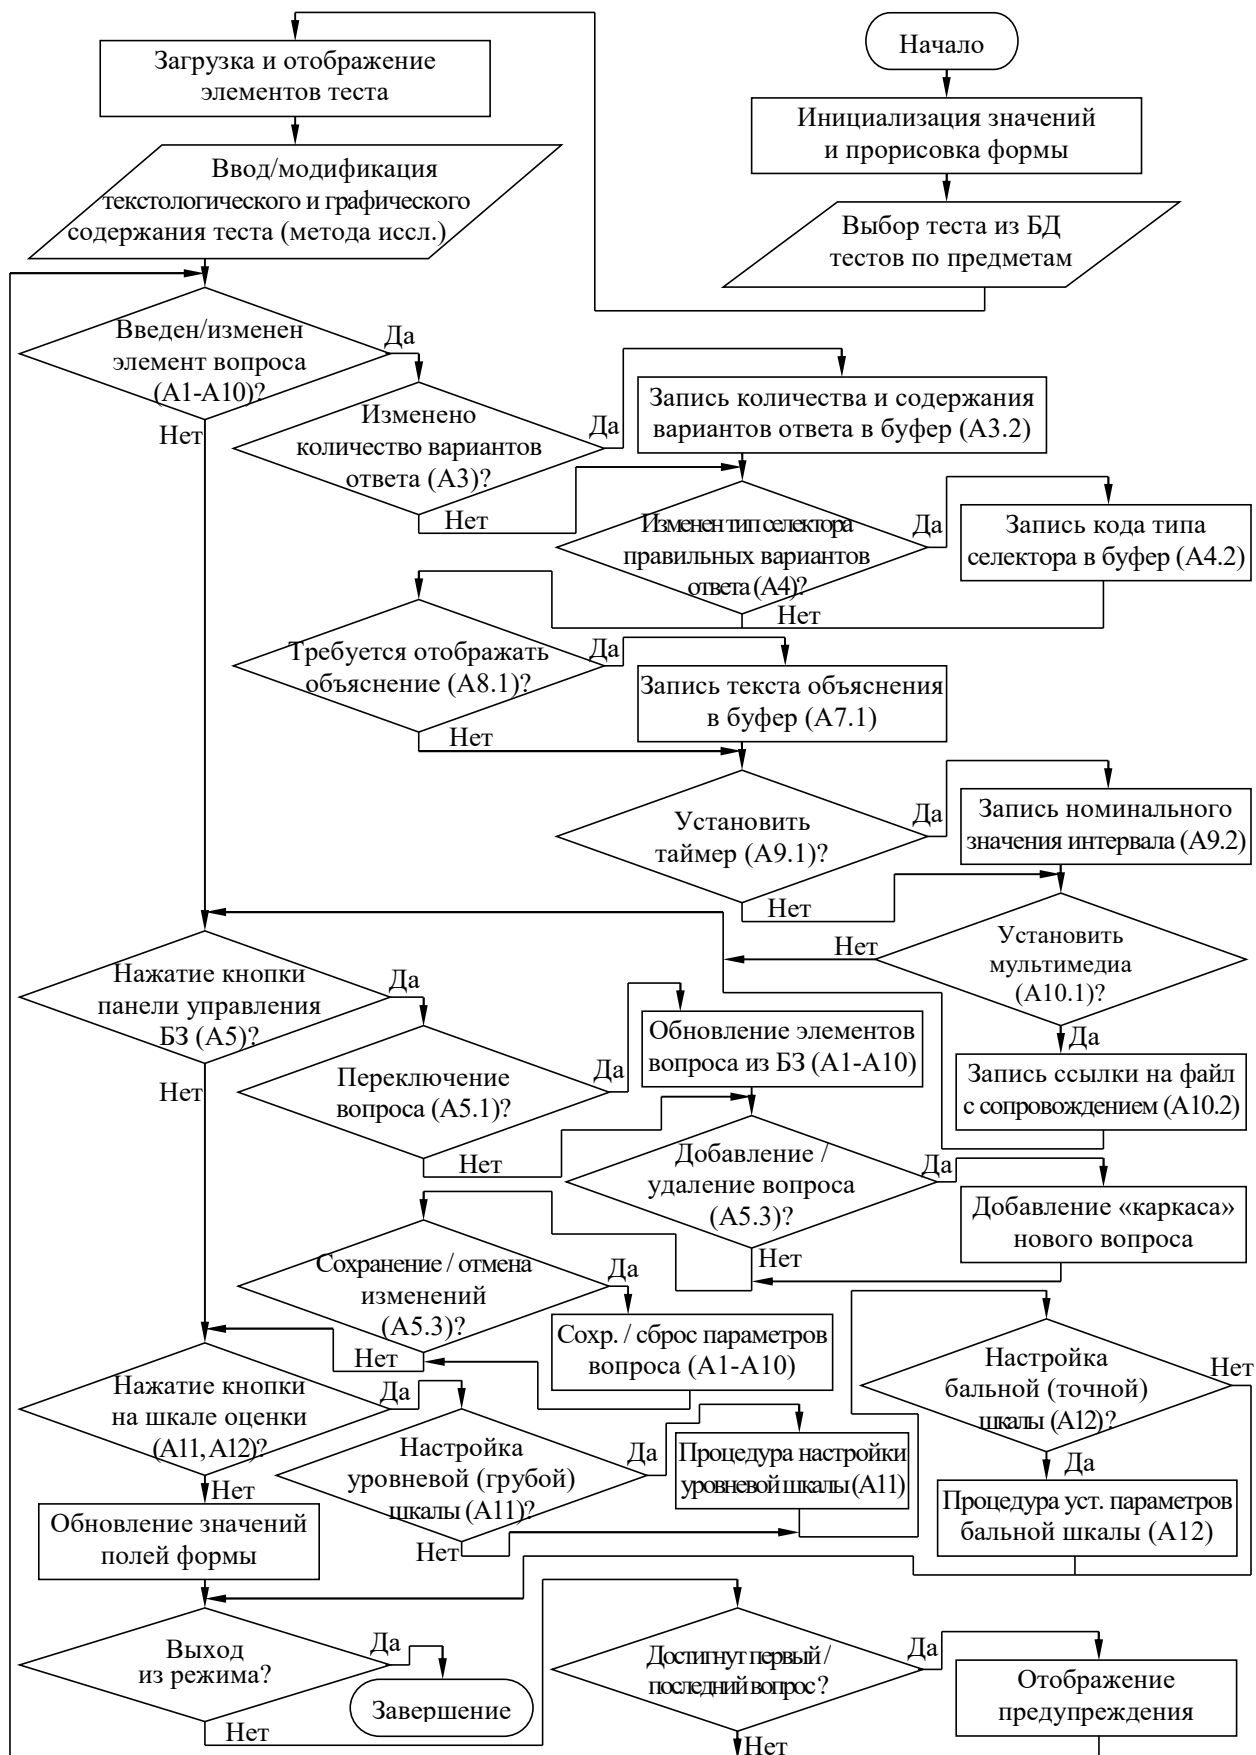 Начало
Инициализация значений
и прорисовка формы
Выбор теста из БД
тестов по предметам
Загрузка и отображение
элементов теста
Ввод/модификация
текстологического и графического
содержания теста (метода иссл.)
Введен/изменен
элемент вопроса
(A1-A10)?
Да
Нет
Изменено
количество вариантов
ответа (A3)?
Да
Нет
Запись количества и содержания
вариантов ответа в буфер (A3.2)
Изменен тип селектора
правильных вариантов
ответа (A4)?
Да
Нет
Запись кода типа
селектора в буфер (A4.2)
Требуется отображать
объяснение (A8.1)?
Да
Нет
Запись текста объяснения
в буфер (A7.1)
Установить
таймер (A9.1)?
Да
Нет
Запись номинального
значения интервала (A9.2)
Установить
мультимедиа
(A10.1)?
Нет
Да
Запись ссылки на файл
с сопровождением (A10.2)
Нажатие кнопки
панели управления
БЗ (A5)?
Да
Нет
Переключение
вопроса (A5.1)?
Да
Нет
Обновление элементов
вопроса из БЗ (A1-A10)
Добавление /
удаление вопроса
(A5.3)?
Да
Нет
Добавление «каркаса»
нового вопроса
Сохранение / отмена
изменений
(A5.3)?
Да
Нет
Сохр. / сброс параметров
вопроса (A1-A10)
Нажатие кнопки
на шкале оценки
(A11, A12)?
Да
Нет
Настройка
уровневой (грубой)
шкалы (A11)?
Да
Нет
Процедура настройки
уровневой шкалы (A11)
Настройка
бальной (точной)
шкалы (A12)?
Нет
Да
Процедура уст. параметров
бальной шкалы (A12)
Обновление значений
полей формы
Выход
из режима?
Да
Нет
Завершение
Достигнут первый /
последний вопрос ?
Да
Нет
Отображение
предупреждения